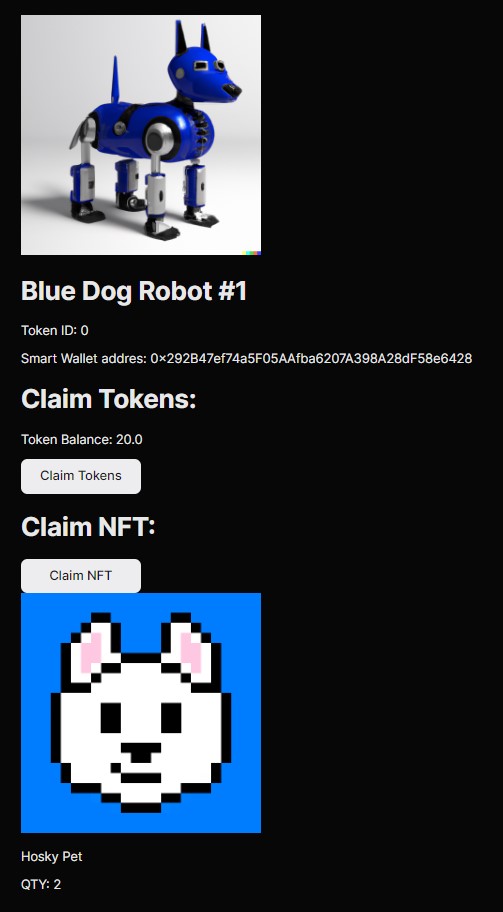 Blue Dog Robot #1
Token ID: 0
Smart Wallet addres: 0x292B47ef74a5F05AAfba6207A398A28dF58e6428
Claim Tokens:
Token Balance: 20.0
Claim Tokens
Claim NFT:
Claim NFT
Hosky Pet
QTY: 2